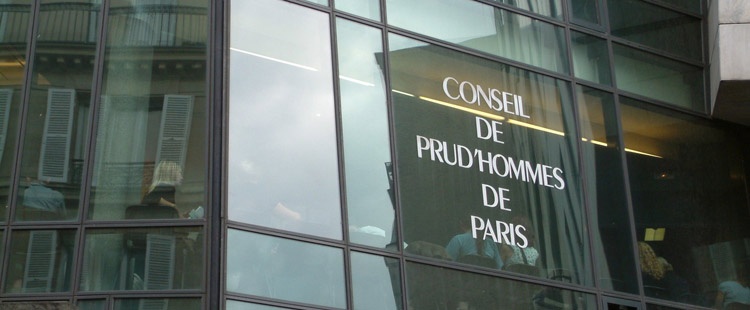 CONSEIL
DE
PRUD'HOMMES
DE
PARIS